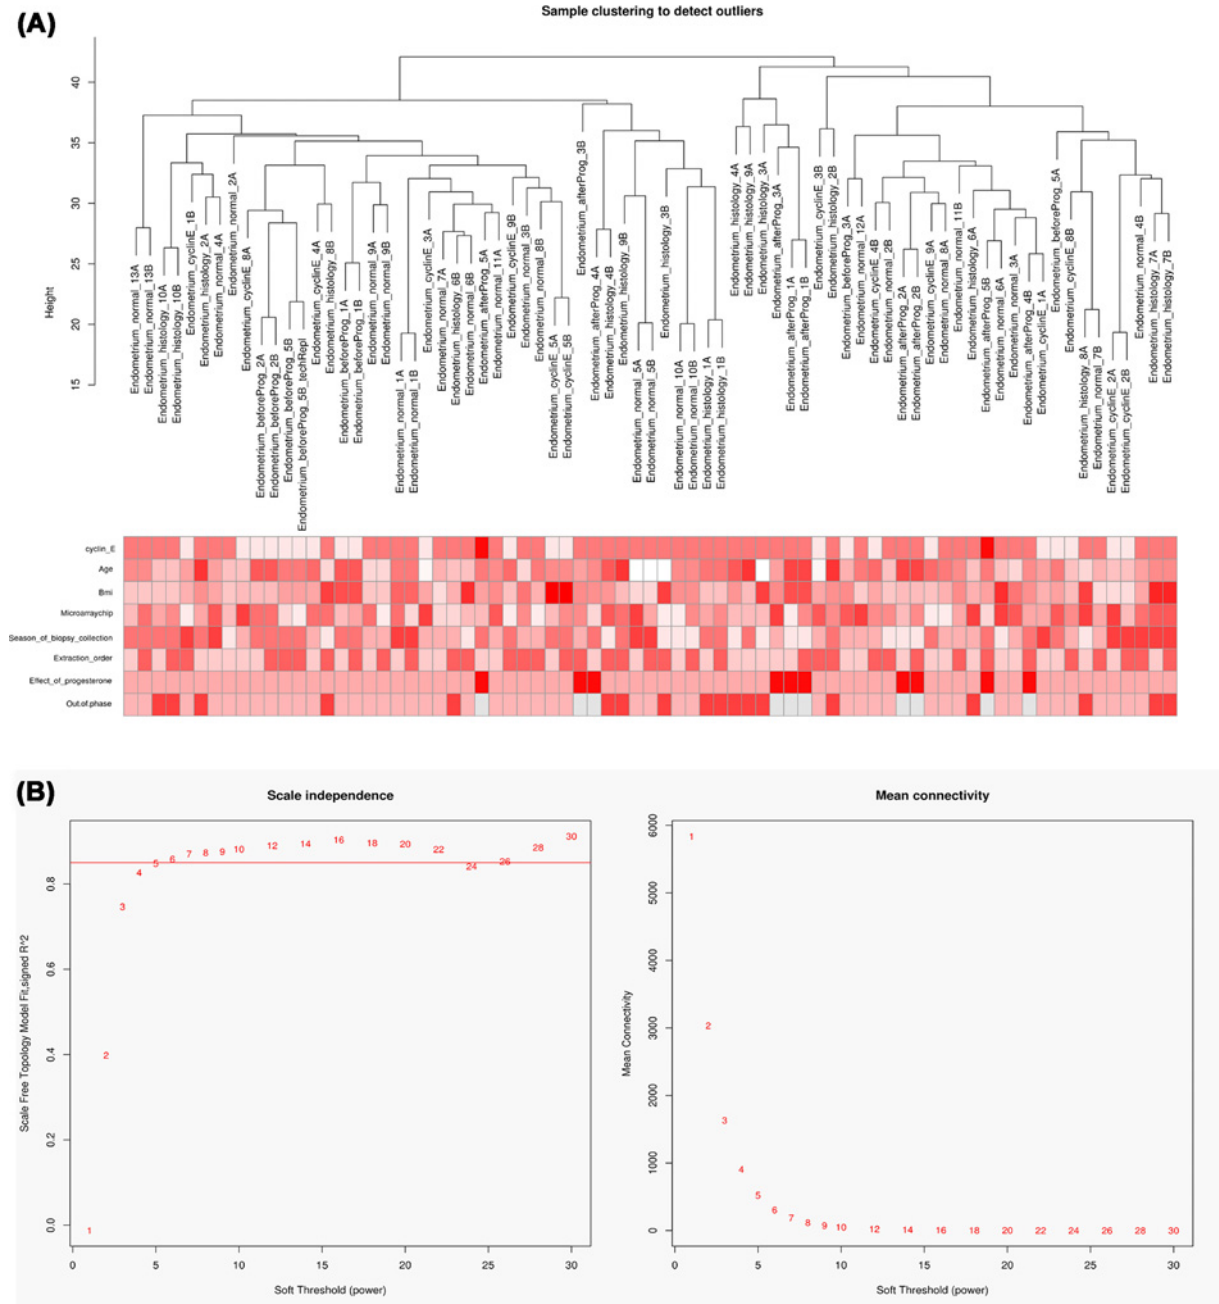 (A)
Sample clustering to detect outliers
Height
40
35
30
25
20
15
Endometrium_normal_13A
Endometrium_normal_13B
Endometrium_histology_10A
Endometrium_histology_10B
Endometrium_cyclinE_1B
Endometrium_histology_2A
Endometrium_normal_4A
Endometrium_normal_2A
Endometrium_cyclinE_8A
Endometrium_beforeProg_2A
Endometrium_beforeProg_2B
Endometrium_beforeProg_5B
Endometrium_beforeProg_5B_techRepl
Endometrium_cyclinE_4A
Endometrium_histology_8B
Endometrium_beforeProg_1A
Endometrium_beforeProg_1B
Endometrium_normal_9A
Endometrium_normal_9B
Endometrium_normal_1A
Endometrium_normal_1B
Endometrium_cyclinE_3A
Endometrium_normal_7A
Endometrium_histology_6B
Endometrium_normal_6B
Endometrium_afterProg_5A
Endometrium_normal_11A
Endometrium_cyclinE_9B
Endometrium_normal_3B
Endometrium_normal_8B
Endometrium_cyclinE_5A
Endometrium_cyclinE_5B
Endometrium_afterProg_3B
Endometrium_afterProg_4A
Endometrium_histology_4B
Endometrium_histology_9B
Endometrium_normal_5A
Endometrium_normal_5B
Endometrium_histology_3B
Endometrium_normal_10A
Endometrium_normal_10B
Endometrium_histology_1A
Endometrium_histology_1B
Endometrium_histology_4A
Endometrium_histology_9A
Endometrium_histology_3A
Endometrium_afterProg_3A
Endometrium_afterProg_1A
Endometrium_afterProg_1B
Endometrium_cyclinE_3B
Endometrium_histology_2B
Endometrium_beforeProg_3A
Endometrium_normal_12A
Endometrium_cyclinE_4B
Endometrium_normal_2B
Endometrium_afterProg_2A
Endometrium_afterProg_2B
Endometrium_cyclinE_9A
Endometrium_normal_8A
Endometrium_normal_11B
Endometrium_histology_6A
Endometrium_afterProg_5B
Endometrium_normal_6A
Endometrium_normal_3A
Endometrium_afterProg_4B
Endometrium_cyclinE_1A
Endometrium_beforeProg_5A
Endometrium_cyclinE_8B
Endometrium_histology_8A
Endometrium_normal_7B
Endometrium_cyclinE_2A
Endometrium_cyclinE_2B
Endometrium_normal_4B
Endometrium_histology_7A
Endometrium_histology_7B
cyclin_E
Age
Bmi
Microarraychip
Season_of_biopsy_collection
Extraction_order
Effect_of_progesterone
Out.of.phase
(B)
Scale independence
Scale Free Topology Model Fit,signed R^2
0.8
0.6
0.4
0.2
0.0
1
2
3
4
5
6
7
8
9
10
12
14
16
18
20
22
24
26
28
30
0 5 10 15 20 25 30
Soft Threshold (power)
Mean connectivity
Mean Connectivity
6000
5000
4000
3000
2000
1000
0
1
2
3
4
5
6
7
8
9
10
12
14
16
18
20
22
24
26
28
30
0 5 10 15 20 25 30
Soft Threshold (power)